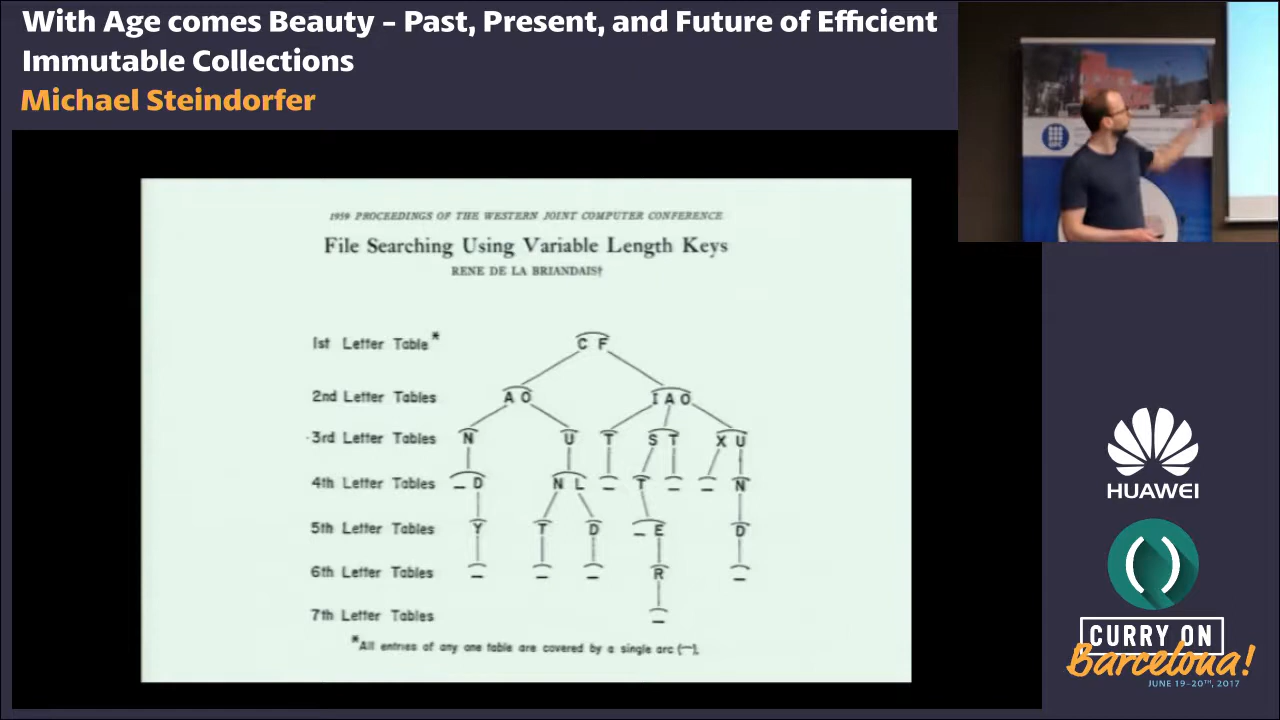 With Age comes Beauty – Past, Present, and Future of Efficient
Immutable Collections
Michael Steindorfer
1959 PROCEEDINGS OF THE WESTERN JOINT COMPUTER CONFERENCE
File Searching Using Variable Length Keys
RENE DE LA BRIANDAIS†
1st Letter Table* C F
2nd Letter Tables A O I A O
3rd Letter Tables N U T S T X U
4th Letter Tables – D N L – T – – N
5th Letter Tables Y T D – E D
6th Letter Tables – – – R –
7th Letter Tables –
*All entries of any one table are covered by a single arc (⌒).
HUAWEI
CURRY ON
Barcelona!
JUNE 19-20TH, 2017